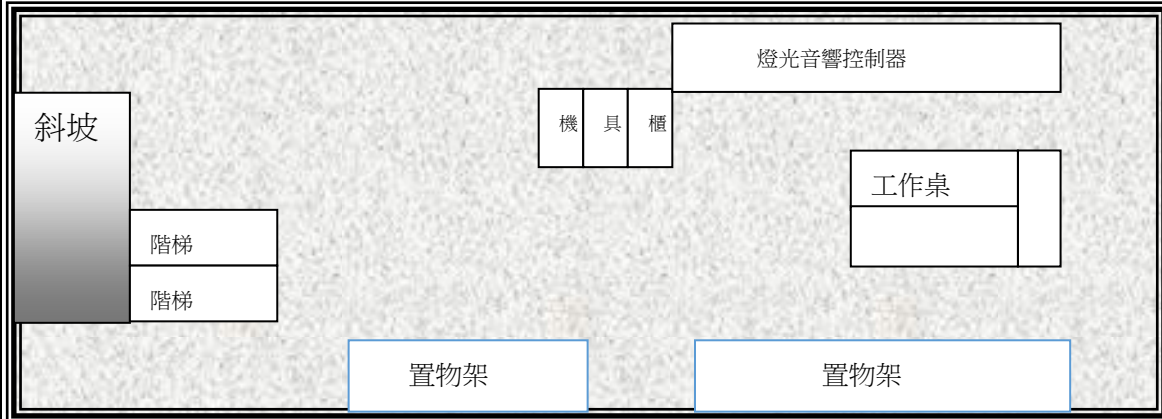 燈光音響控制器
斜坡
機 具 櫃
工作桌
階梯
階梯
置物架
置物架